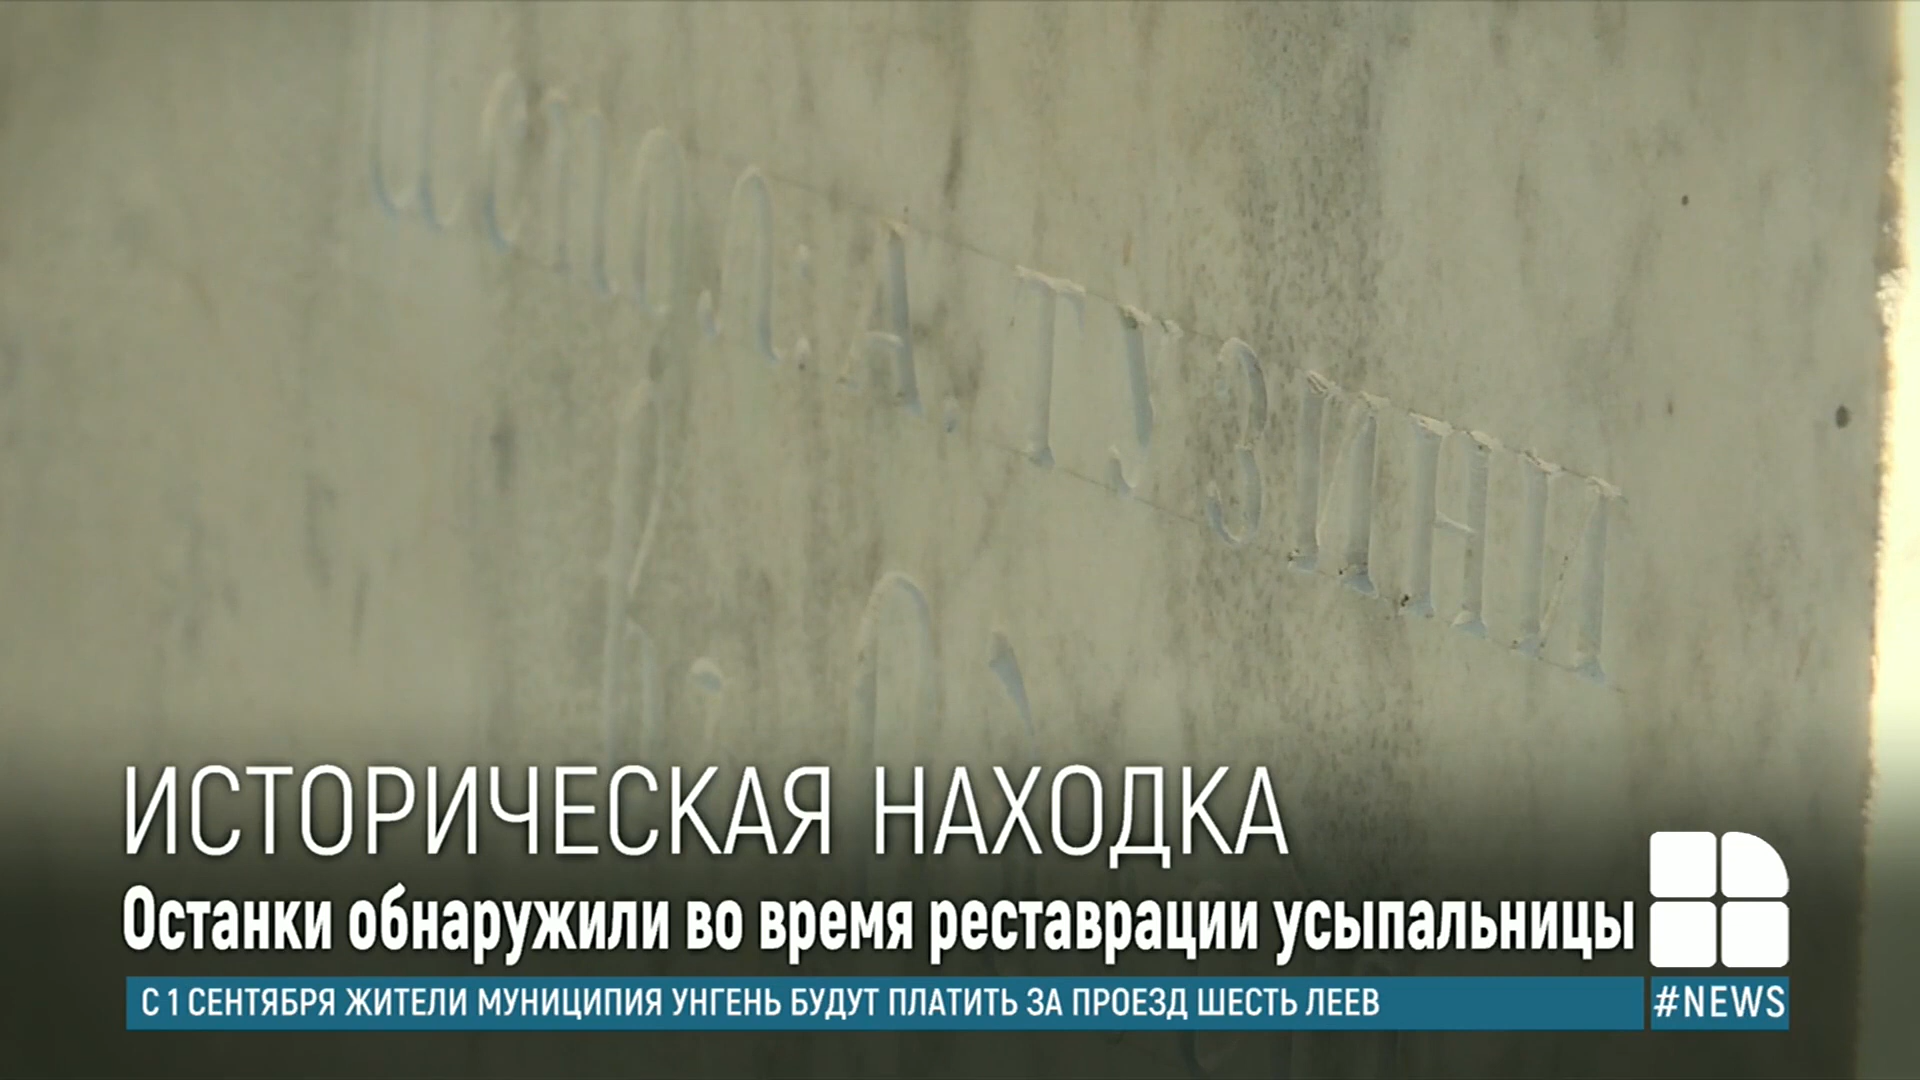 ТУЗИНИ
ИСТОРИЧЕСКАЯ НАХОДКА
Останки обнаружили во время реставрации усыпальницы
С 1 СЕНТЯБРЯ ЖИТЕЛИ МУНИЦИПИЯ УНГЕНЬ БУДУТ ПЛАТИТЬ ЗА ПРОЕЗД ШЕСТЬ ЛЕЕВ
#NEWS